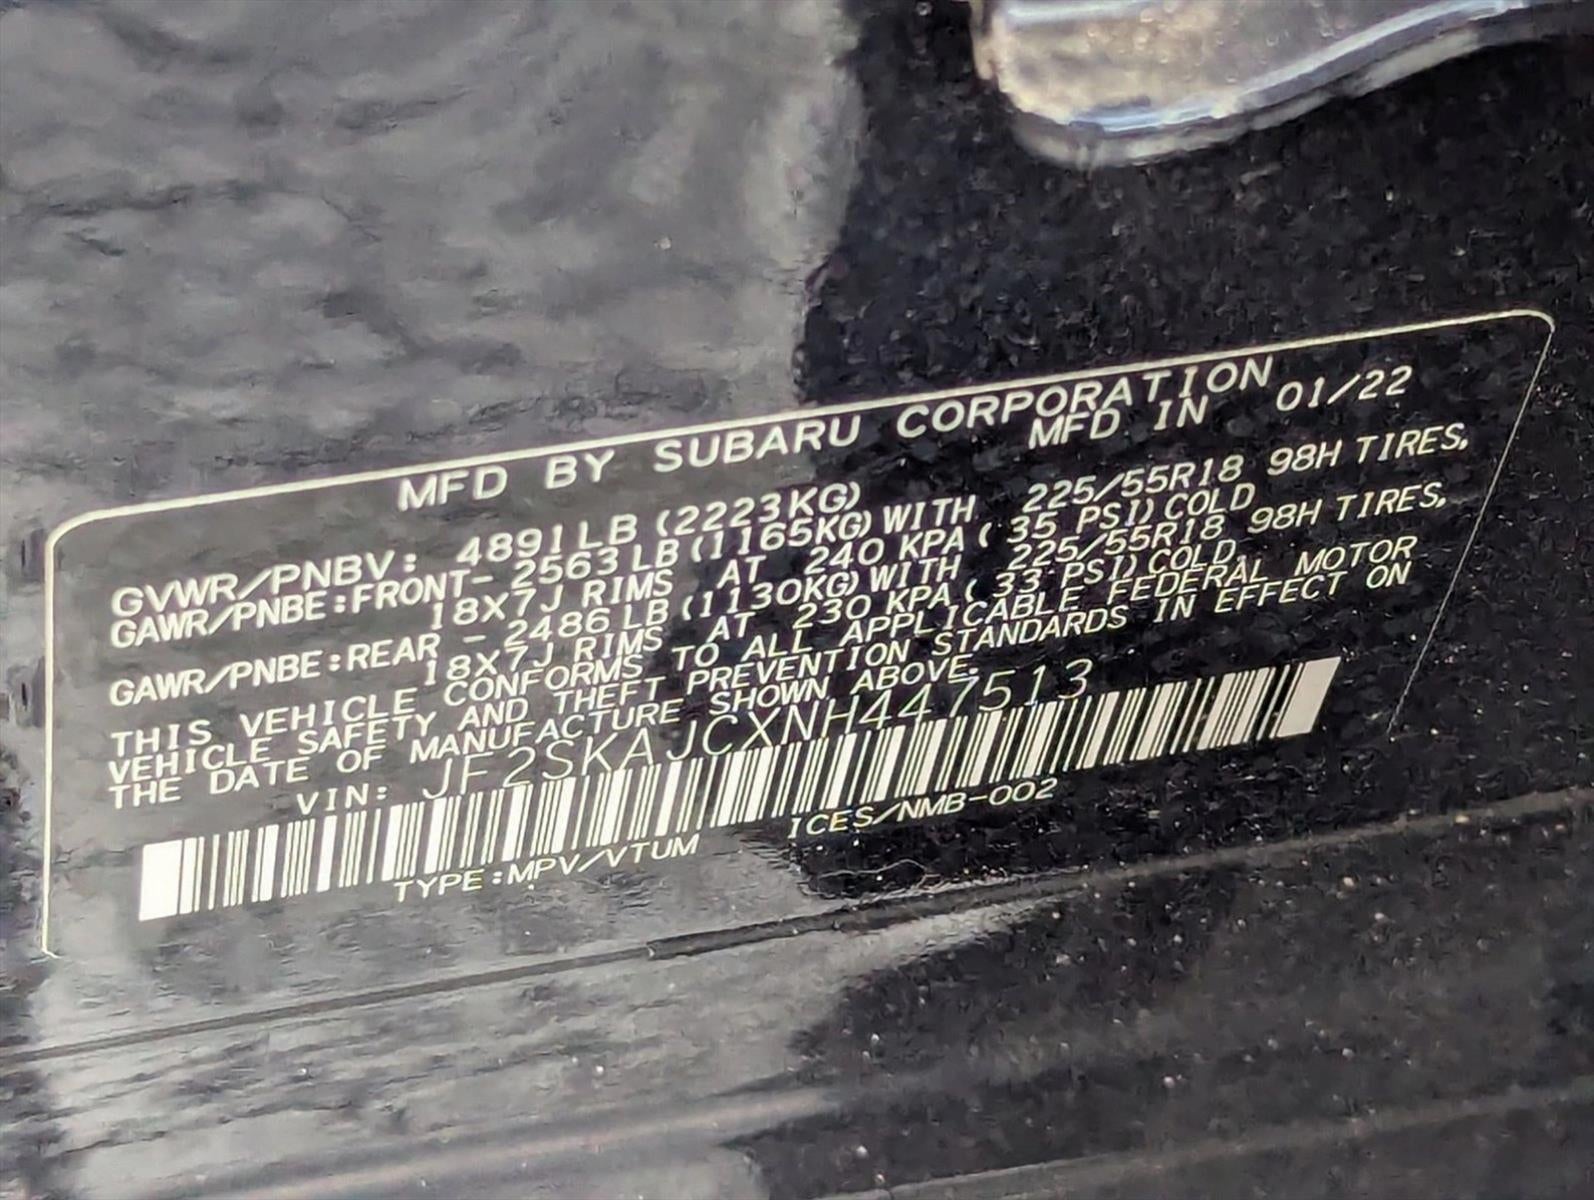 MFD BY SUBARU CORPORATION
MFD IN 01/22
GVWR/PNBV: 4891LB (2223KG)
GAWR/PNBE:FRONT- 2563LB (1165KG) WITH 225/55R18 98H TIRES,
18X7J RIMS AT 240 KPA ( 35 PSI) COLD
GAWR/PNBE:REAR - 2486LB (1130KG) WITH 225/55R18 98H TIRES,
18X7J RIMS AT 230 KPA ( 33 PSI) COLD.
THIS VEHICLE CONFORMS TO ALL APPLICABLE FEDERAL MOTOR
VEHICLE SAFETY AND THEFT PREVENTION STANDARDS IN EFFECT ON
THE DATE OF MANUFACTURE SHOWN ABOVE.
VIN: JF2SKAJCXNH447513
TYPE:MPV/VTUM ICES/NMB-002